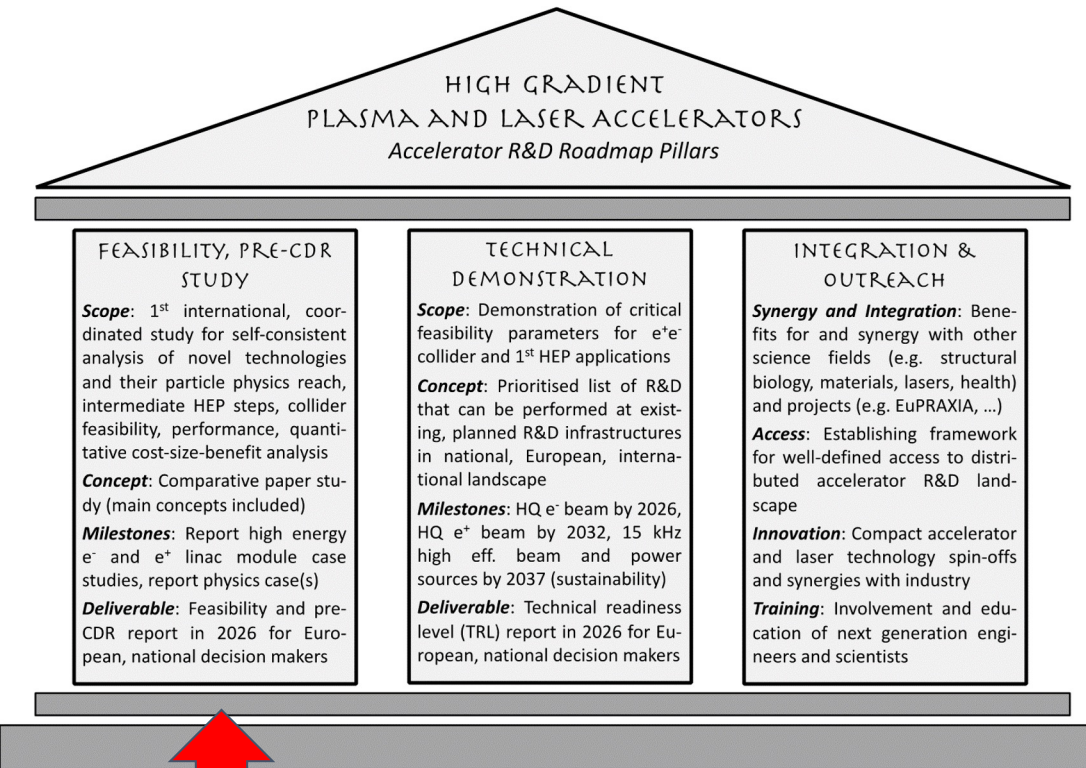 HIGH GRADIENT
PLASMA AND LASER ACCELERATORS
Accelerator R&D Roadmap Pillars
FEASIBILITY, PRE-CDR
STUDY
Scope: 1st international, coor-
dinated study for self-consistent
analysis of novel technologies
and their particle physics reach,
intermediate HEP steps, collider
feasibility, performance, quanti-
tative cost-size-benefit analysis
Concept: Comparative paper stu-
dy (main concepts included)
Milestones: Report high energy
e- and e+ linac module case
studies, report physics case(s)
Deliverable: Feasibility and pre-
CDR report in 2026 for Euro-
pean, national decision makers
TECHNICAL
DEMONSTRATION
Scope: Demonstration of critical
feasibility parameters for e+e-
collider and 1st HEP applications
Concept: Prioritised list of R&D
that can be performed at exist-
ing, planned R&D infrastructures
in national, European, interna-
tional landscape
Milestones: HQ e- beam by 2026,
HQ e+ beam by 2032, 15 kHz
high eff. beam and power
sources by 2037 (sustainability)
Deliverable: Technical readiness
level (TRL) report in 2026 for Eu-
ropean, national decision makers
INTEGRATION &
OUTREACH
Synergy and Integration: Bene-
fits for and synergy with other
science fields (e.g. structural
biology, materials, lasers, health)
and projects (e.g. EuPRAXIA, ...)
Access: Establishing framework
for well-defined access to distri-
buted accelerator R&D land-
scape
Innovation: Compact accelerator
and laser technology spin-offs
and synergies with industry
Training: Involvement and edu-
cation of next generation engi-
neers and scientists